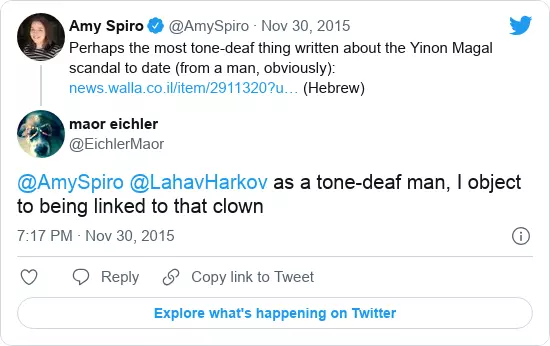 Amy Spiro @AmySpiro · Nov 30, 2015
Perhaps the most tone-deaf thing written about the Yinon Magal
scandal to date (from a man, obviously):
news.walla.co.il/item/2911320?u… (Hebrew)
maor eichler
@EichlerMaor
@AmySpiro @LahavHarkov as a tone-deaf man, I object
to being linked to that clown
7:17 PM · Nov 30, 2015
Reply Copy link to Tweet
Explore what's happening on Twitter